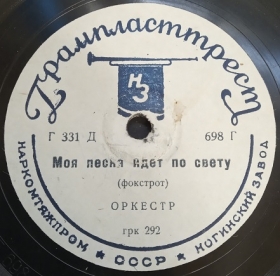 Грампласттрест
НЗ
Г 331 Д 698 Г
Моя песня идет по свету
(фокстрот)
ОРКЕСТР
грк 292
НАРКОМТЯЖПРОМ ★ СССР ★ НОГИНСКИЙ ЗАВОД